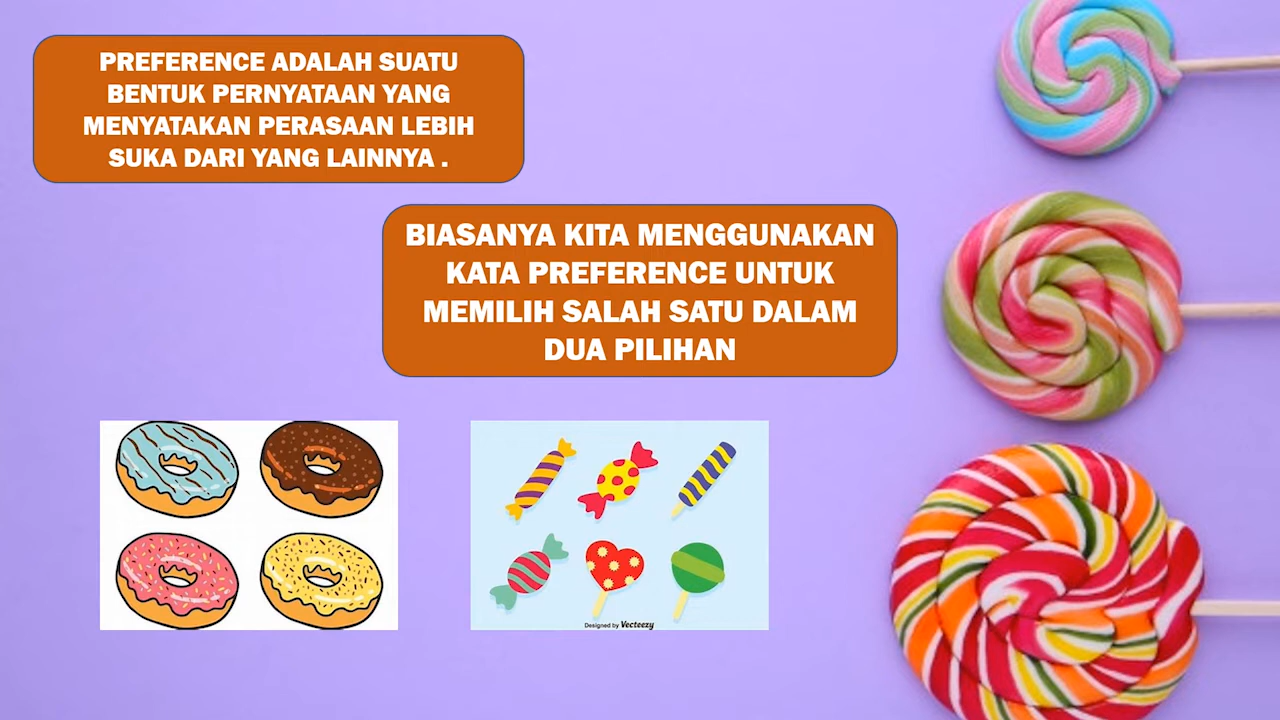 PREFERENCE ADALAH SUATU
BENTUK PERNYATAAN YANG
MENYATAKAN PERASAAN LEBIH
SUKA DARI YANG LAINNYA .
BIASANYA KITA MENGGUNAKAN
KATA PREFERENCE UNTUK
MEMILIH SALAH SATU DALAM
DUA PILIHAN
Designed by Vecteezy